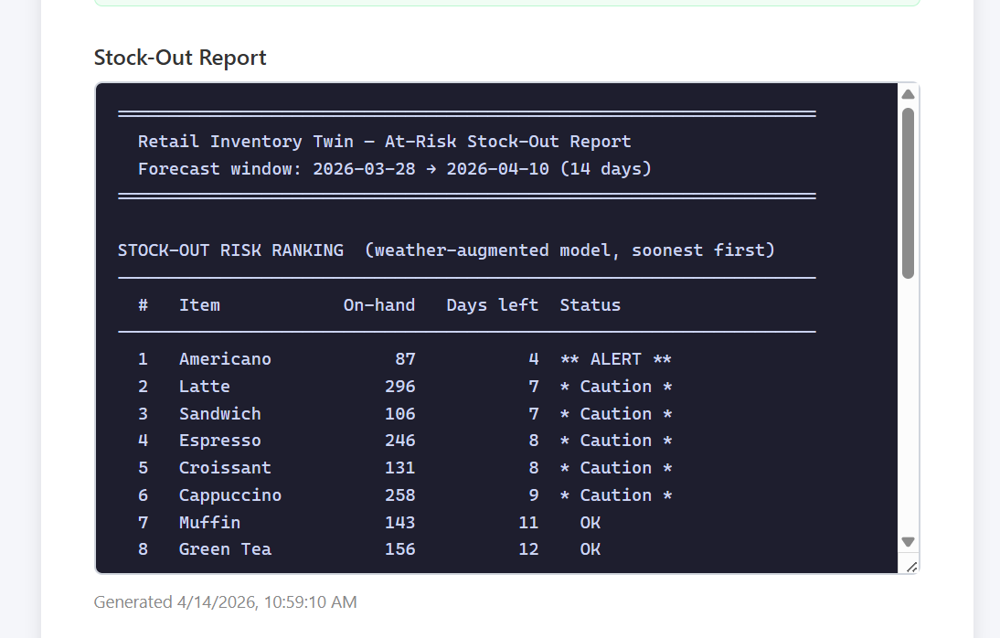 Stock-Out Report
Retail Inventory Twin — At-Risk Stock-Out Report
Forecast window: 2026-03-28 → 2026-04-10 (14 days)
STOCK-OUT RISK RANKING  (weather-augmented model, soonest first)
#   Item            On-hand   Days left  Status
1   Americano            87           4  ** ALERT **
2   Latte               296           7  * Caution *
3   Sandwich            106           7  * Caution *
4   Espresso            246           8  * Caution *
5   Croissant           131           8  * Caution *
6   Cappuccino          258           9  * Caution *
7   Muffin              143          11    OK
8   Green Tea           156          12    OK
Generated 4/14/2026, 10:59:10 AM